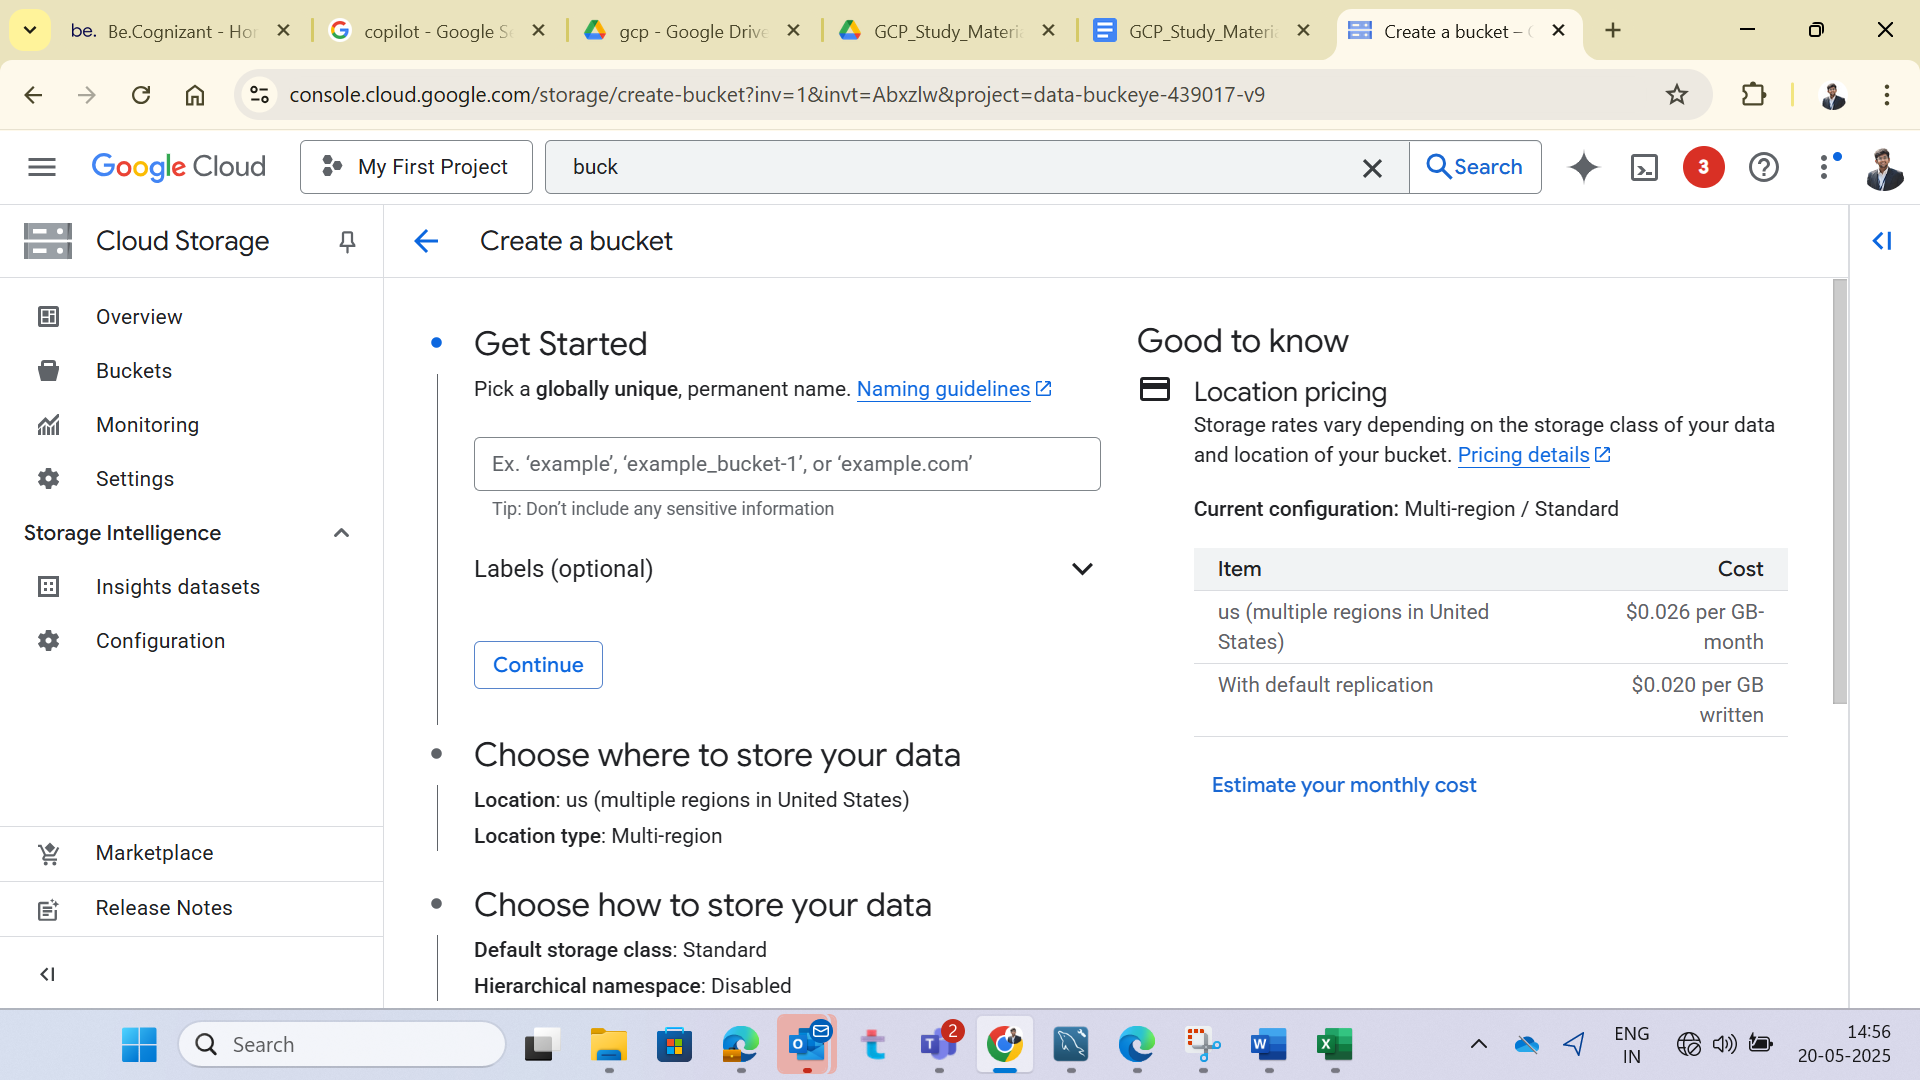 be. Be.Cognizant - Hor
copilot - Google Se
gcp - Google Drive
GCP_Study_Materia
GCP_Study_Materia
Create a bucket –
console.cloud.google.com/storage/create-bucket?inv=1&invt=Abxzlw&project=data-buckeye-439017-v9
Google Cloud
My First Project
buck
Search
3
Cloud Storage
Create a bucket
Overview
Buckets
Monitoring
Settings
Storage Intelligence
Insights datasets
Configuration
Marketplace
Release Notes
Get Started
Pick a globally unique, permanent name. Naming guidelines
Ex. ‘example’, ‘example_bucket-1’, or ‘example.com’
Tip: Don’t include any sensitive information
Labels (optional)
Continue
Choose where to store your data
Location: us (multiple regions in United States)
Location type: Multi-region
Choose how to store your data
Default storage class: Standard
Hierarchical namespace: Disabled
Good to know
Location pricing
Storage rates vary depending on the storage class of your data
and location of your bucket. Pricing details
Current configuration: Multi-region / Standard
Item Cost
us (multiple regions in United $0.026 per GB-
States) month
With default replication $0.020 per GB
written
Estimate your monthly cost
Search
2
ENG
IN
14:56
20-05-2025